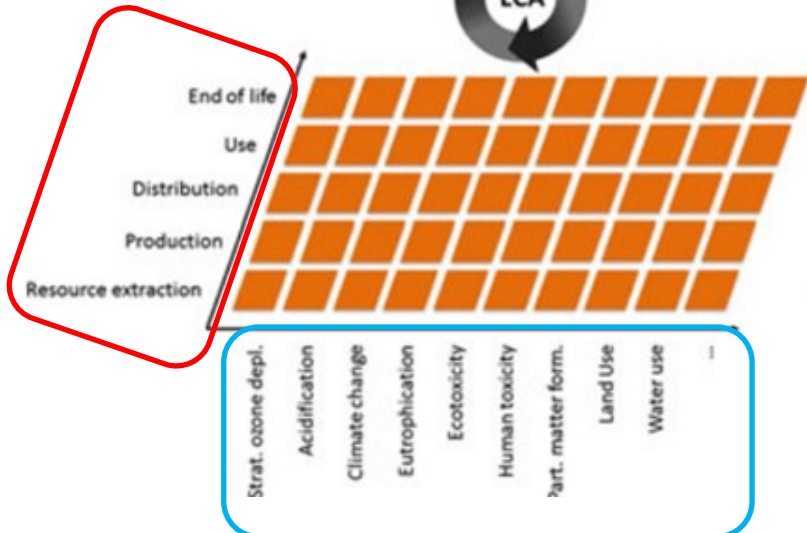 LCA
End of life
Use
Distribution
Production
Resource extraction
Strat. ozone depl.
Acidification
Climate change
Eutrophication
Ecotoxicity
Human toxicity
Part. matter form.
Land Use
Water use
...